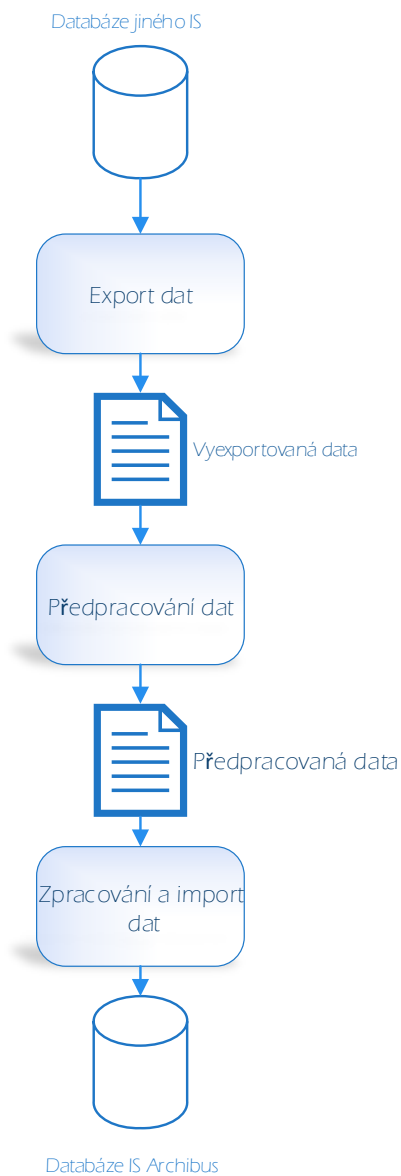 Databáze jiného IS
Export dat
Vyexportovaná data
Předpracování dat
Předpracovaná data
Zpracování a import
dat
Databáze IS Archibus